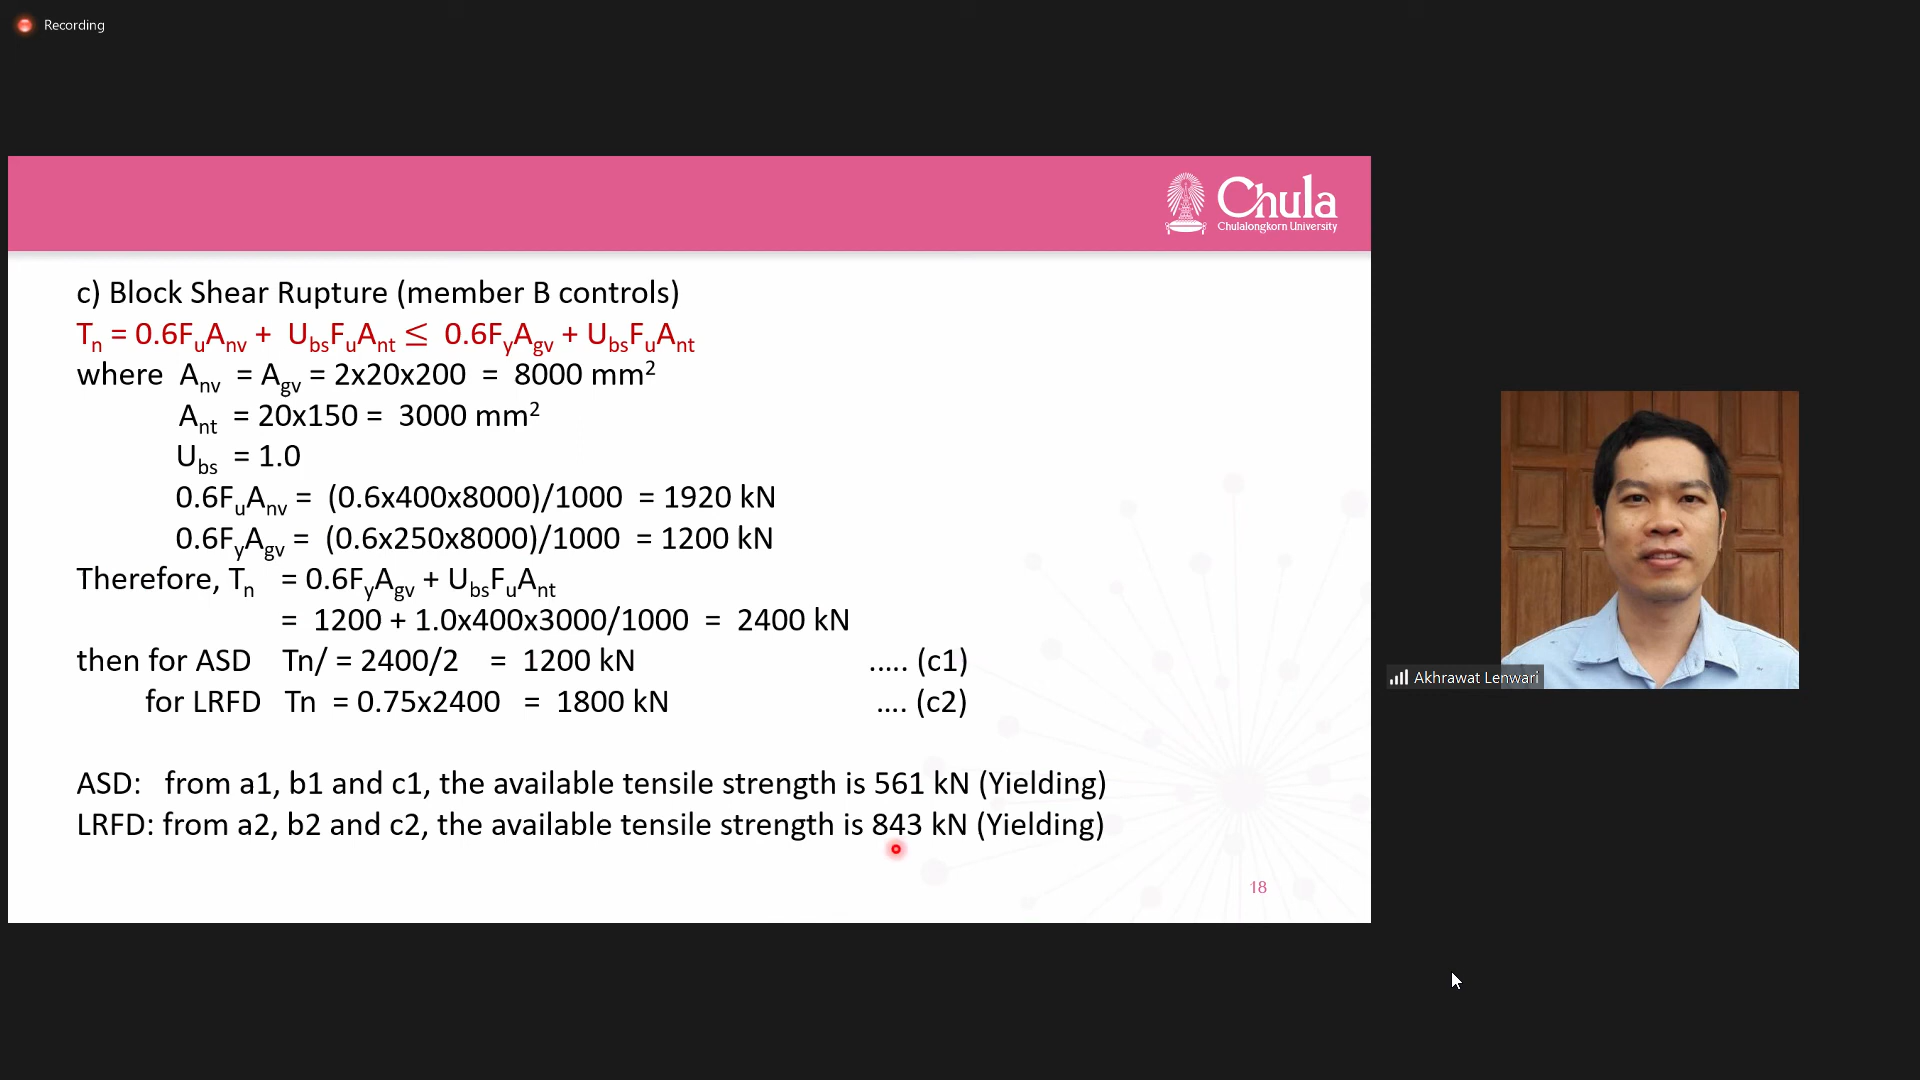 Recording
Chula
Chulalongkorn University
c) Block Shear Rupture (member B controls)
Tn = 0.6FuAnv + UbsFuAnt ≤ 0.6FyAgv + UbsFuAnt
where Anv = Agv = 2x20x200 = 8000 mm²
Ant = 20x150 = 3000 mm²
Ubs = 1.0
0.6FuAnv = (0.6x400x8000)/1000 = 1920 kN
0.6FyAgv = (0.6x250x8000)/1000 = 1200 kN
Therefore, Tn = 0.6FyAgv + UbsFuAnt
= 1200 + 1.0x400x3000/1000 = 2400 kN
then for ASD Tn/ = 2400/2 = 1200 kN ..... (c1)
for LRFD Tn = 0.75x2400 = 1800 kN .... (c2)
ASD: from a1, b1 and c1, the available tensile strength is 561 kN (Yielding)
LRFD: from a2, b2 and c2, the available tensile strength is 843 kN (Yielding)
18
Akhrawat Lenwari